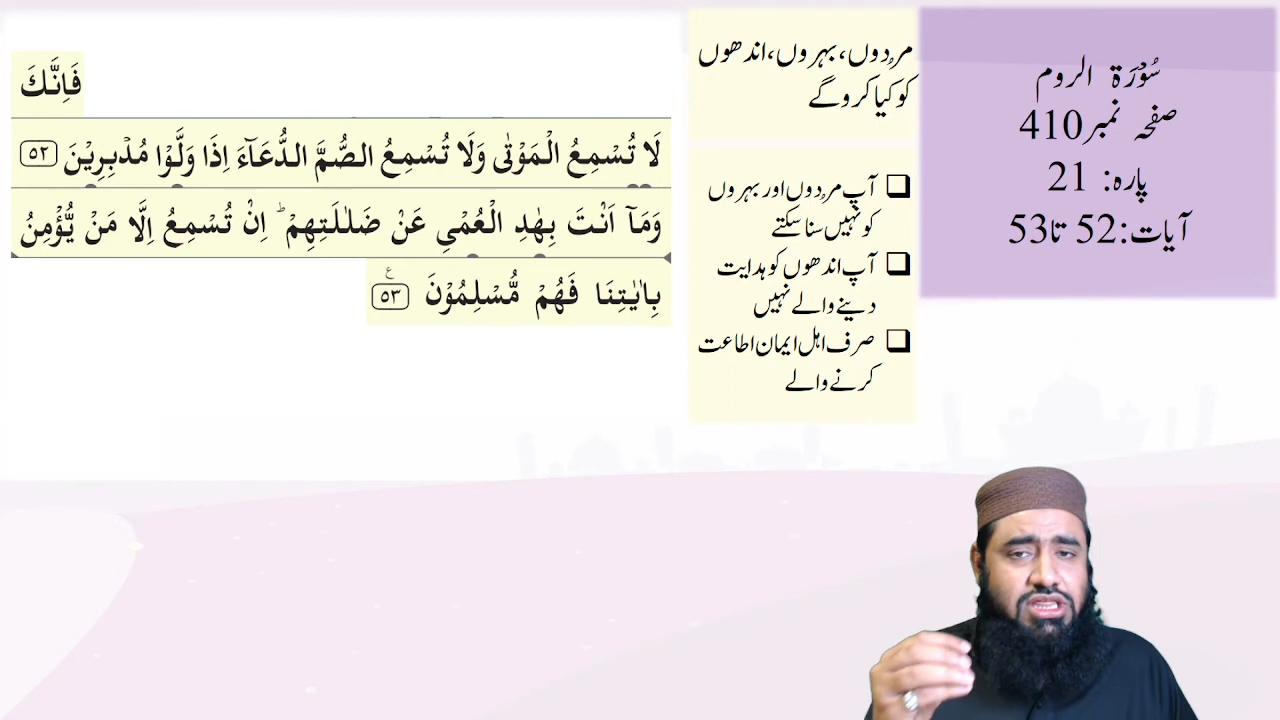 سُوْرَۃ الروم
صفحہ نمبر 410
پارہ: 21
آیات: 52 تا 53
مردوں، بہروں، اندھوں
کو کیا کرو گے
❑ آپ مردوں اور بہروں
کو نہیں سنا سکتے
❑ آپ اندھوں کو ہدایت
دینے والے نہیں
❑ صرف اہل ایمان اطاعت
کرنے والے
فَاِنَّكَ
لَا تُسْمِعُ الْمَوْتٰى وَلَا تُسْمِعُ الصُّمَّ الدُّعَآءَ اِذَا وَلَّوْا مُدْبِرِيْنَ ٥٢
وَمَآ اَنْتَ بِهٰدِ الْعُمْىِ عَنْ ضَلٰلَتِهِمْ ؕ اِنْ تُسْمِعُ اِلَّا مَنْ يُّؤْمِنُ
بِاٰيٰتِنَا فَهُمْ مُّسْلِمُوْنَ ٥٣ ع